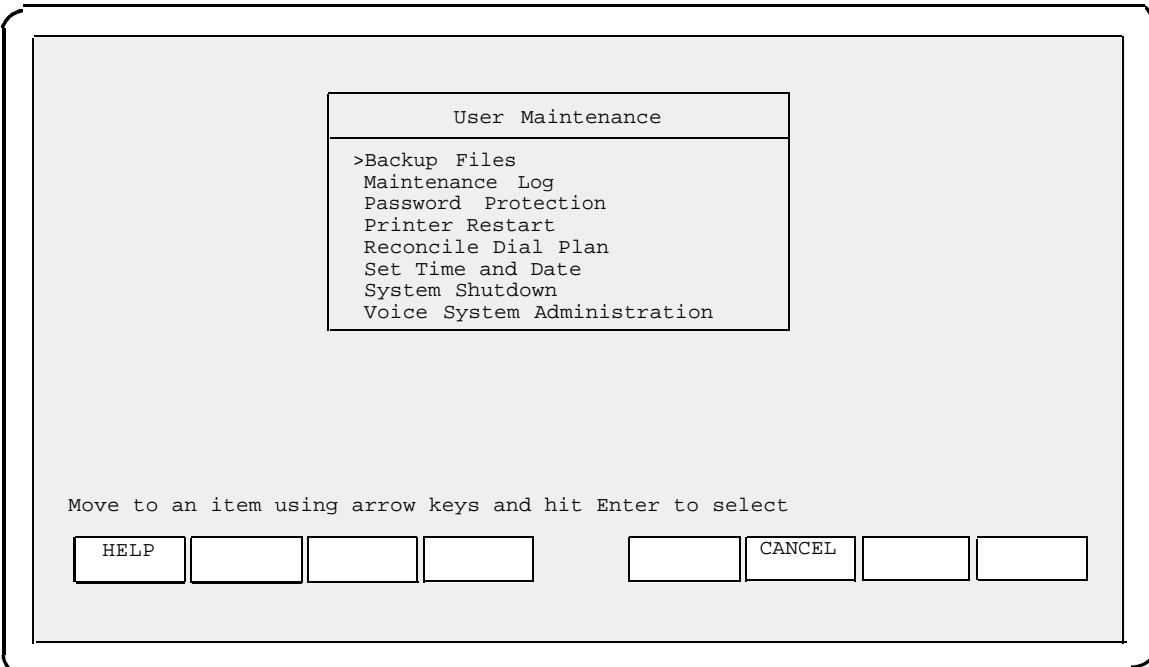 User Maintenance
>Backup Files
Maintenance Log
Password Protection
Printer Restart
Reconcile Dial Plan
Set Time and Date
System Shutdown
Voice System Administration
Move to an item using arrow keys and hit Enter to select
HELP CANCEL